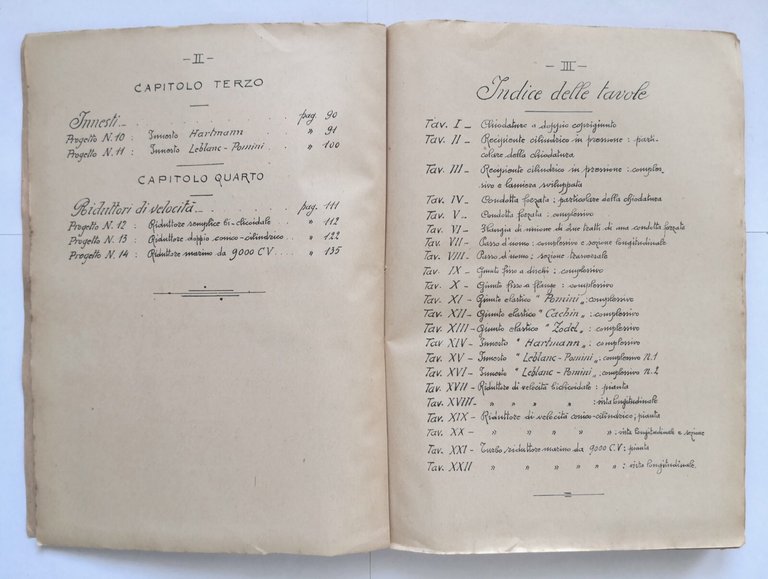 - II -
CAPITOLO TERZO
Innesti . . . . . . . pag. 90
Progetto N. 10 : Innesto Hartmann . . . . " 91
Progetto N. 11 : Innesto Leblanc - Pomini . . . " 100
CAPITOLO QUARTO
Riduttori di velocità . . . . . . pag. 111
Progetto N. 12 : Riduttore semplice bi-elicoidale . . " 112
Progetto N. 13 : Riduttore doppio conico-cilindrico . . " 122
Progetto N. 14 : Riduttore marino da 9000 CV . . . " 135
- III -
Indice delle tavole
Tav. I - Chiodatura a doppio coprigiunto
Tav. II - Recipiente cilindrico in pressione : parti-
colare della chiodatura
Tav. III - Recipiente cilindrico in pressione : comples-
sivo e lamiera sviluppata
Tav. IV - Condotta forzata : particolare della chiodatura
Tav. V - Condotta forzata : complessivo
Tav. VI - Flangia di unione di due tratti di una condotta forzata
Tav. VII - Passo d'uomo : complessivo e sezione longitudinale
Tav. VIII - Passo d'uomo : sezione trasversale
Tav. IX - Giunto fisso a dischi : complessivo
Tav. X - Giunto fisso a flange : complessivo
Tav. XI - Giunto elastico "Pomini" : complessivo
Tav. XII - Giunto elastico "Cachin" : complessivo
Tav. XIII - Giunto elastico "Zodel" : complessivo
Tav. XIV - Innesto "Hartmann" : complessivo
Tav. XV - Innesto "Leblanc - Pomini" : complessivo n.1
Tav. XVI - Innesto "Leblanc - Pomini" : complessivo n.2
Tav. XVII - Riduttore di velocità bielicoidale : pianta
Tav. XVIII - " " " " : vista longitudinale
Tav. XIX - Riduttore di velocità conico-cilindrico ; pianta
Tav. XX - " " " " " : vista longitudinale e sezione
Tav. XXI - Turbo riduttore marino da 9000 C.V. : pianta
Tav. XXII " " " " " : vista longitudinale.